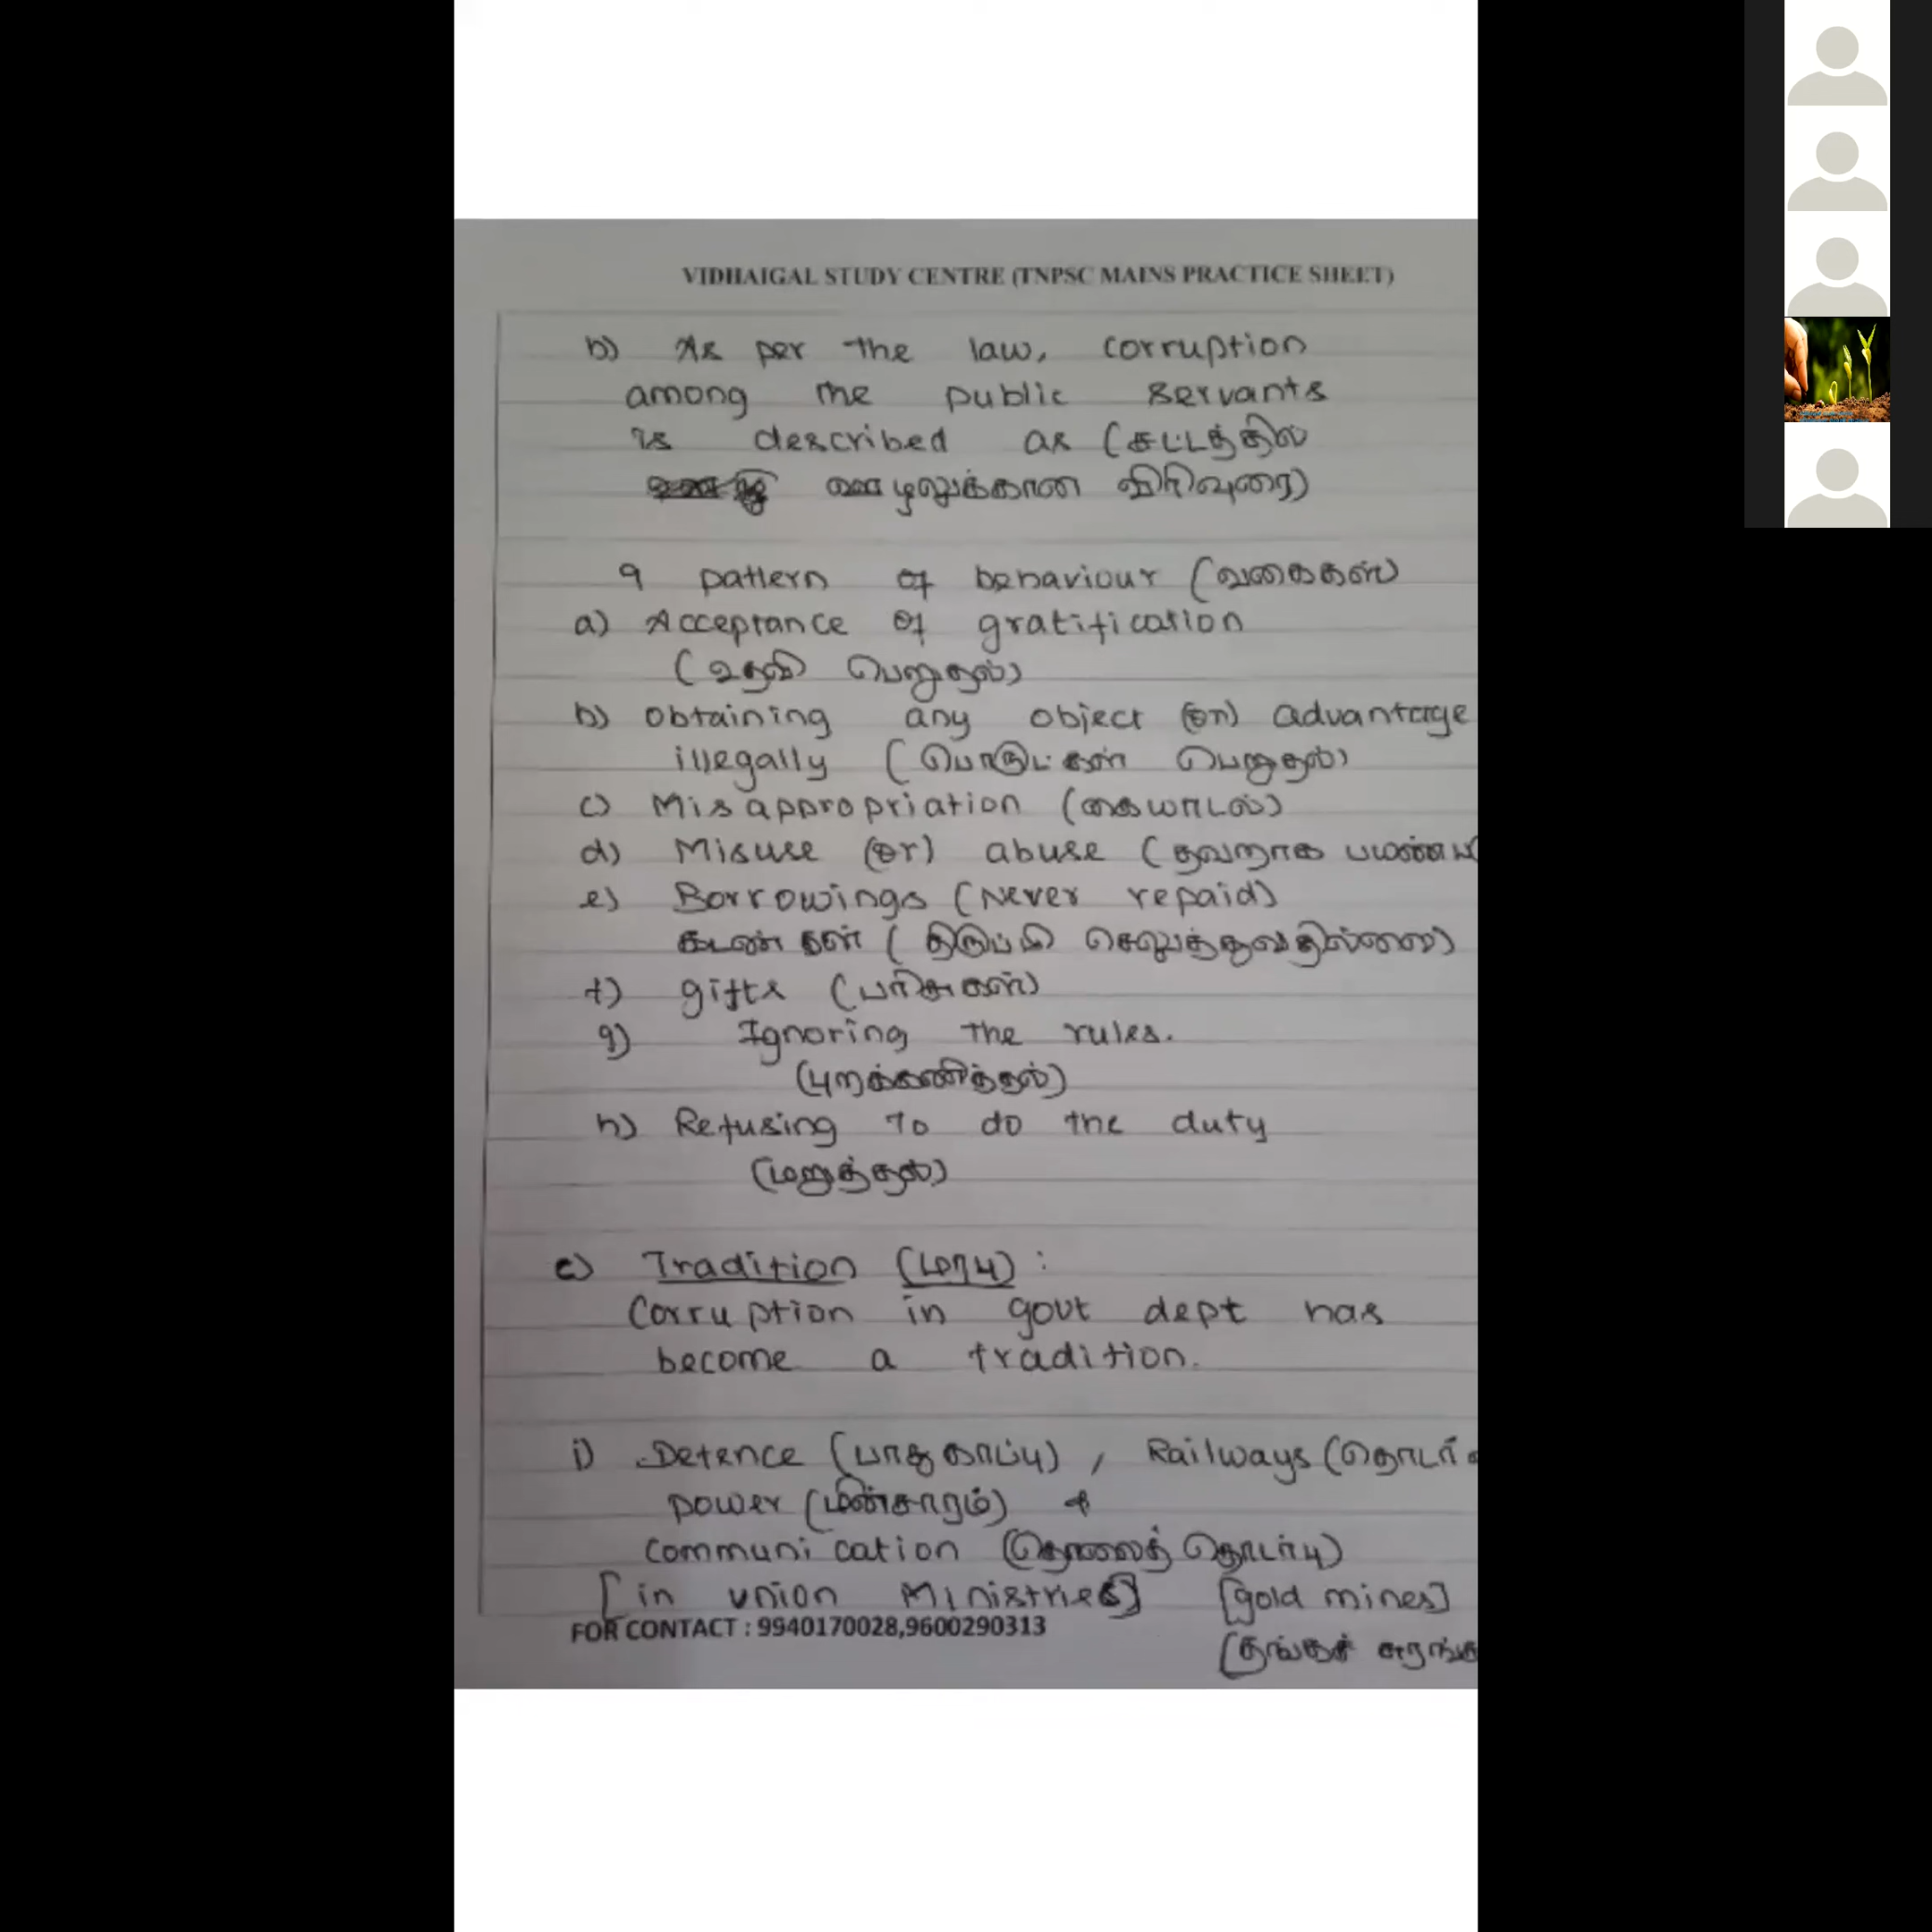 VIDHAIGAL STUDY CENTRE (TNPSC MAINS PRACTICE SHEET)
b) As per the law, corruption
among the public servants
is described as (சட்டத்தில்
ஊழலுக்கான விரிவுரை)
9 pattern of behaviour (வகைகள்)
a) Acceptance of gratification
(உதவி பெறுதல்)
b) Obtaining any object (or) advantage
illegally (பொருட்கள் பெறுதல்)
c) Misappropriation (கையாடல்)
d) Misuse (or) abuse (தவறாக
e) Borrowings (Never repaid)
கடன்கள் (திருப்பி செலுத்துவதில்லை)
f) gifts (பரிசுகள்)
g) Ignoring the rules.
(புறக்கணித்தல்)
h) Refusing to do the duty
(மறுத்தல்)
c) Tradition (மரபு) :
Corruption in govt dept has
become a tradition.
i) Defence (பாதுகாப்பு) , Railways (தொடர்
power (மின்சாரம்) &
communication (தொலைத் தொடர்பு)
[in union Ministries] [gold mines]
FOR CONTACT : 9940170028,9600290313
[தங்கச் சுரங்க